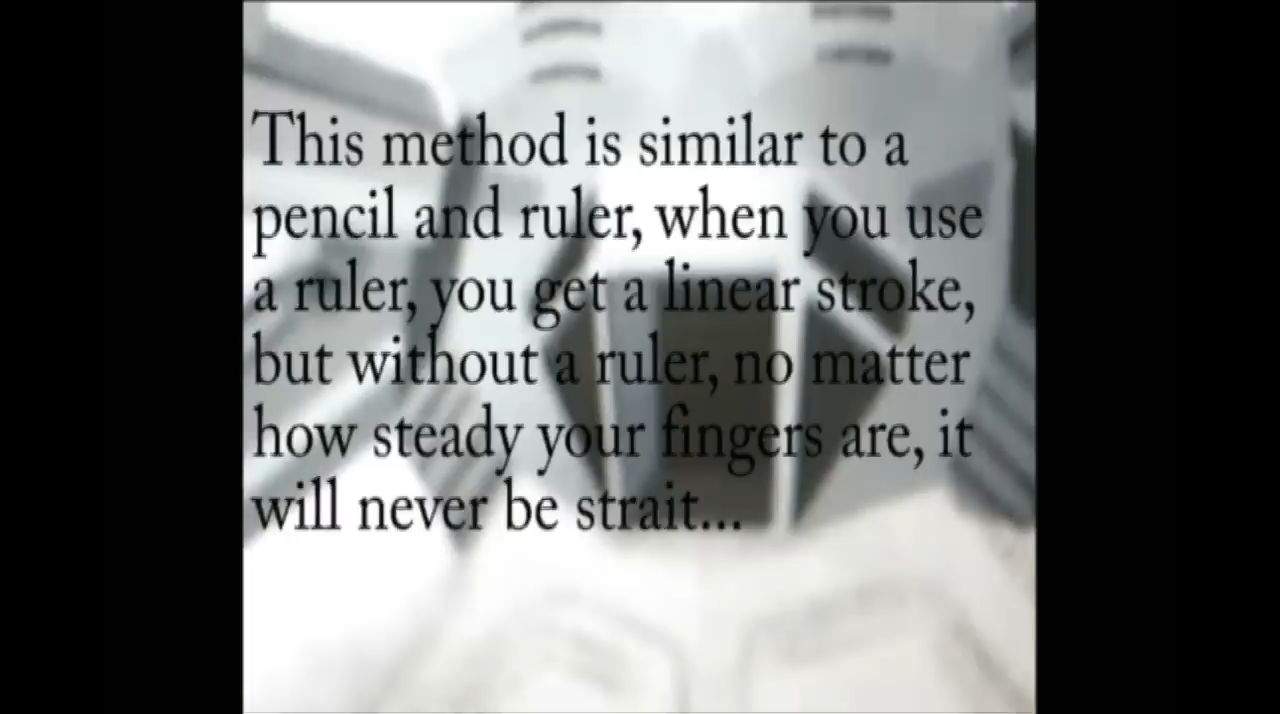 This method is similar to a
pencil and ruler, when you use
a ruler, you get a linear stroke,
but without a ruler, no matter
how steady your fingers are, it
will never be strait...